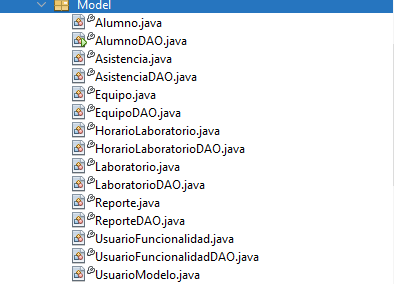 Model
Alumno.java
AlumnoDAO.java
Asistencia.java
AsistenciaDAO.java
Equipo.java
EquipoDAO.java
HorarioLaboratorio.java
HorarioLaboratorioDAO.java
Laboratorio.java
LaboratorioDAO.java
Reporte.java
ReporteDAO.java
UsuarioFuncionalidad.java
UsuarioFuncionalidadDAO.java
UsuarioModelo.java